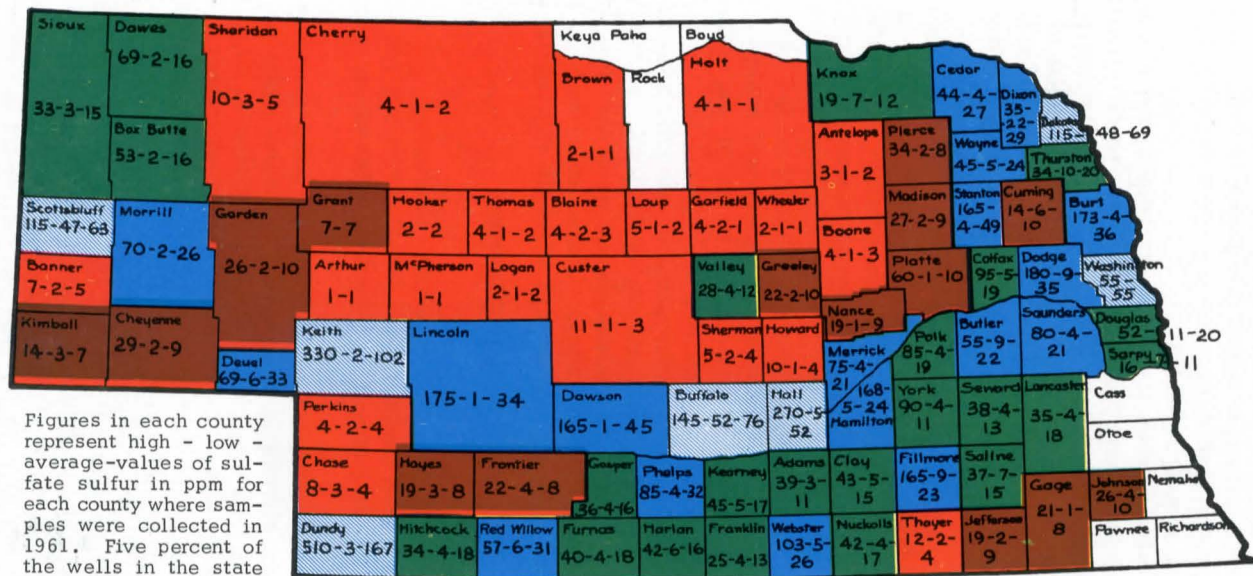 Sioux
33-3-15
Dawes
69-2-16
Box Butte
53-2-16
Sheridan
10-3-5
Cherry
4-1-2
Keya Paha
Boyd
Brown
2-1-1
Rock
Holt
4-1-1
Knox
19-7-12
Cedar
44-4-
27
Dixon
35-
22-
29
Dakota
115-
48-69
Antelope
3-1-2
Pierce
34-2-8
Wayne
45-5-24
Thurston
34-10-20
Scottsbluff
115-47-63
Morrill
70-2-26
Garden
26-2-10
Grant
7-7
Hooker
2-2
Thomas
4-1-2
Blaine
4-2-3
Loup
5-1-2
Garfield
4-2-1
Wheeler
2-1-1
Boone
4-1-3
Madison
27-2-9
Stanton
165-
4-49
Cuming
14-6-
10
Burt
173-4-
36
Banner
7-2-5
Arthur
1-1
McPherson
1-1
Logan
2-1-2
Custer
11-1-3
Valley
28-4-12
Greeley
22-2-10
Platte
60-1-10
Colfax
95-5-
19
Dodge
180-9-
35
Washington
55-
55
Kimball
14-3-7
Cheyenne
29-2-9
Deuel
69-6-33
Keith
330-2-102
Lincoln
175-1-34
Sherman
5-2-4
Howard
10-1-4
Nance
19-1-9
Merrick
75-4-
21
Polk
85-4-
19
Butler
55-9-
22
Saunders
80-4-
21
Douglas
52-
11-20
Sarpy
16-
11
Perkins
4-2-4
Dawson
165-1-45
Buffalo
145-52-76
Hall
270-5-
52
168-
5-24
Hamilton
York
90-4-
11
Seward
38-4-
13
Lancaster
35-4-
18
Cass
Otoe
Chase
8-3-4
Hayes
19-3-8
Frontier
22-4-8
Gosper
36-4-16
Phelps
85-4-32
Kearney
45-5-17
Adams
39-3-
11
Clay
43-5-
15
Fillmore
165-9-
23
Saline
37-7-
15
Gage
21-1-
8
Johnson
26-4-
10
Nemaha
Dundy
510-3-167
Hitchcock
34-4-18
Red Willow
57-6-31
Furnas
40-4-18
Harlan
42-6-16
Franklin
25-4-13
Webster
103-5-
26
Nuckolls
42-4-
17
Thayer
12-2-
4
Jefferson
19-2-
9
Pawnee
Richardson
Figures in each county
represent high - low -
average-values of sul-
fate sulfur in ppm for
each county where sam-
ples were collected in
1961. Five percent of
the wells in the state